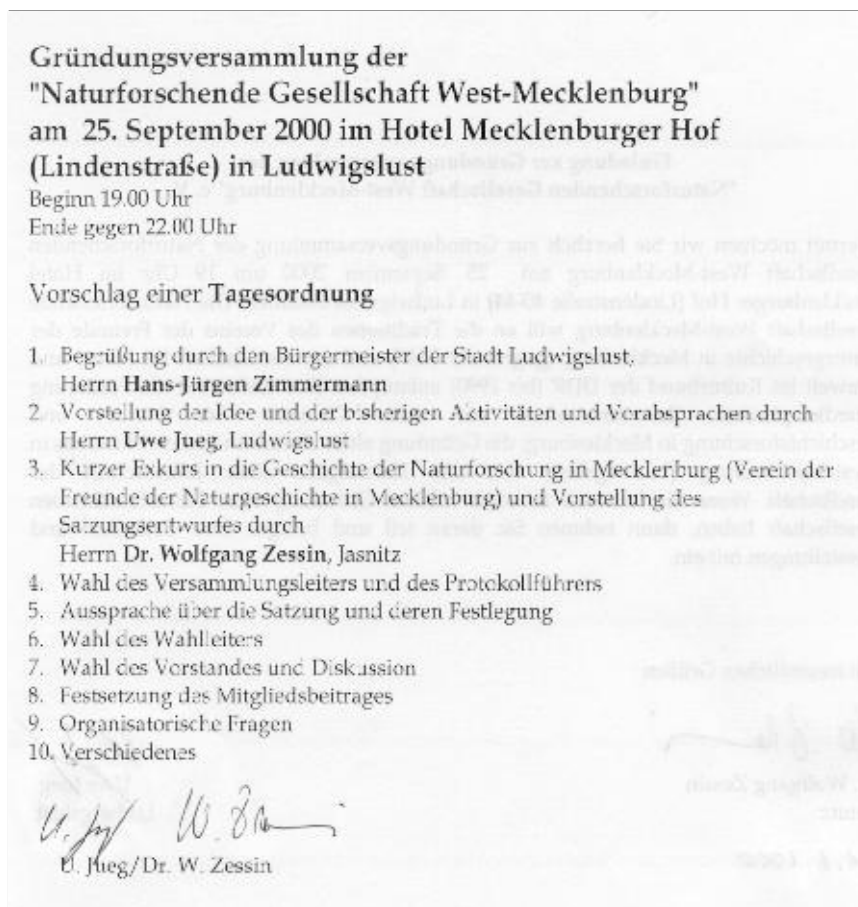 Gründungsversammlung der
"Naturforschende Gesellschaft West-Mecklenburg"
am 25. September 2000 im Hotel Mecklenburger Hof
(Lindenstraße) in Ludwigslust
Beginn 19.00 Uhr
Ende gegen 22.00 Uhr
Vorschlag einer Tagesordnung
1. Begrüßung durch den Bürgermeister der Stadt Ludwigslust,
Herrn Hans-Jürgen Zimmermann
2. Vorstellung der Idee und der bisherigen Aktivitäten und Vorabsprachen durch
Herrn Uwe Jueg, Ludwigslust
3. Kurzer Exkurs in die Geschichte der Naturforschung in Mecklenburg (Verein der
Freunde der Naturgeschichte in Mecklenburg) und Vorstellung des
Satzungsentwurfes durch
Herrn Dr. Wolfgang Zessin, Jasnitz
4. Wahl des Versammlungsleiters und des Protokollführers
5. Aussprache über die Satzung und deren Festlegung
6. Wahl des Wahlleiters
7. Wahl des Vorstandes und Diskussion
8. Festsetzung des Mitgliedsbeitrages
9. Organisatorische Fragen
10. Verschiedenes
U. Jueg/Dr. W. Zessin